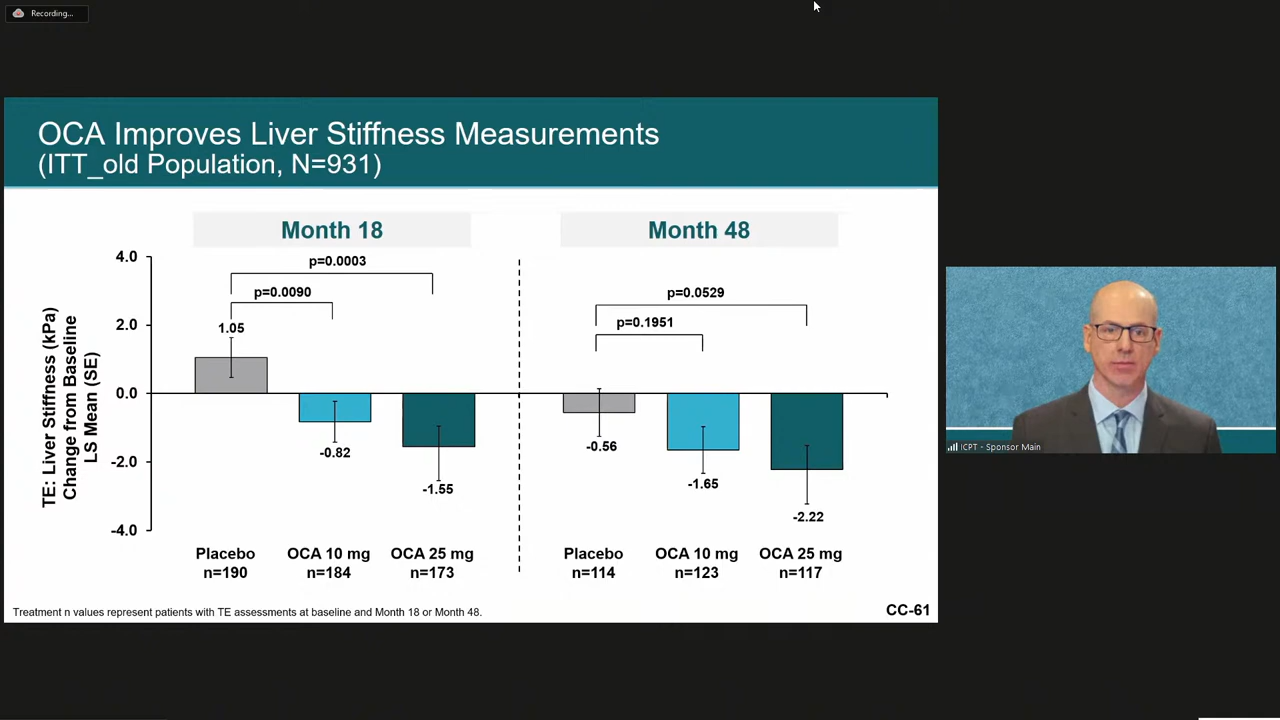 Recording...
OCA Improves Liver Stiffness Measurements
(ITT_old Population, N=931)
Month 18
Month 48
TE: Liver Stiffness (kPa)
Change from Baseline
LS Mean (SE)
4.0
2.0
0.0
-2.0
-4.0
p=0.0003
p=0.0090
1.05
-0.82
-1.55
p=0.0529
p=0.1951
-0.56
-1.65
-2.22
Placebo
n=190
OCA 10 mg
n=184
OCA 25 mg
n=173
Placebo
n=114
OCA 10 mg
n=123
OCA 25 mg
n=117
Treatment n values represent patients with TE assessments at baseline and Month 18 or Month 48.
CC-61
ICPT - Sponsor Main